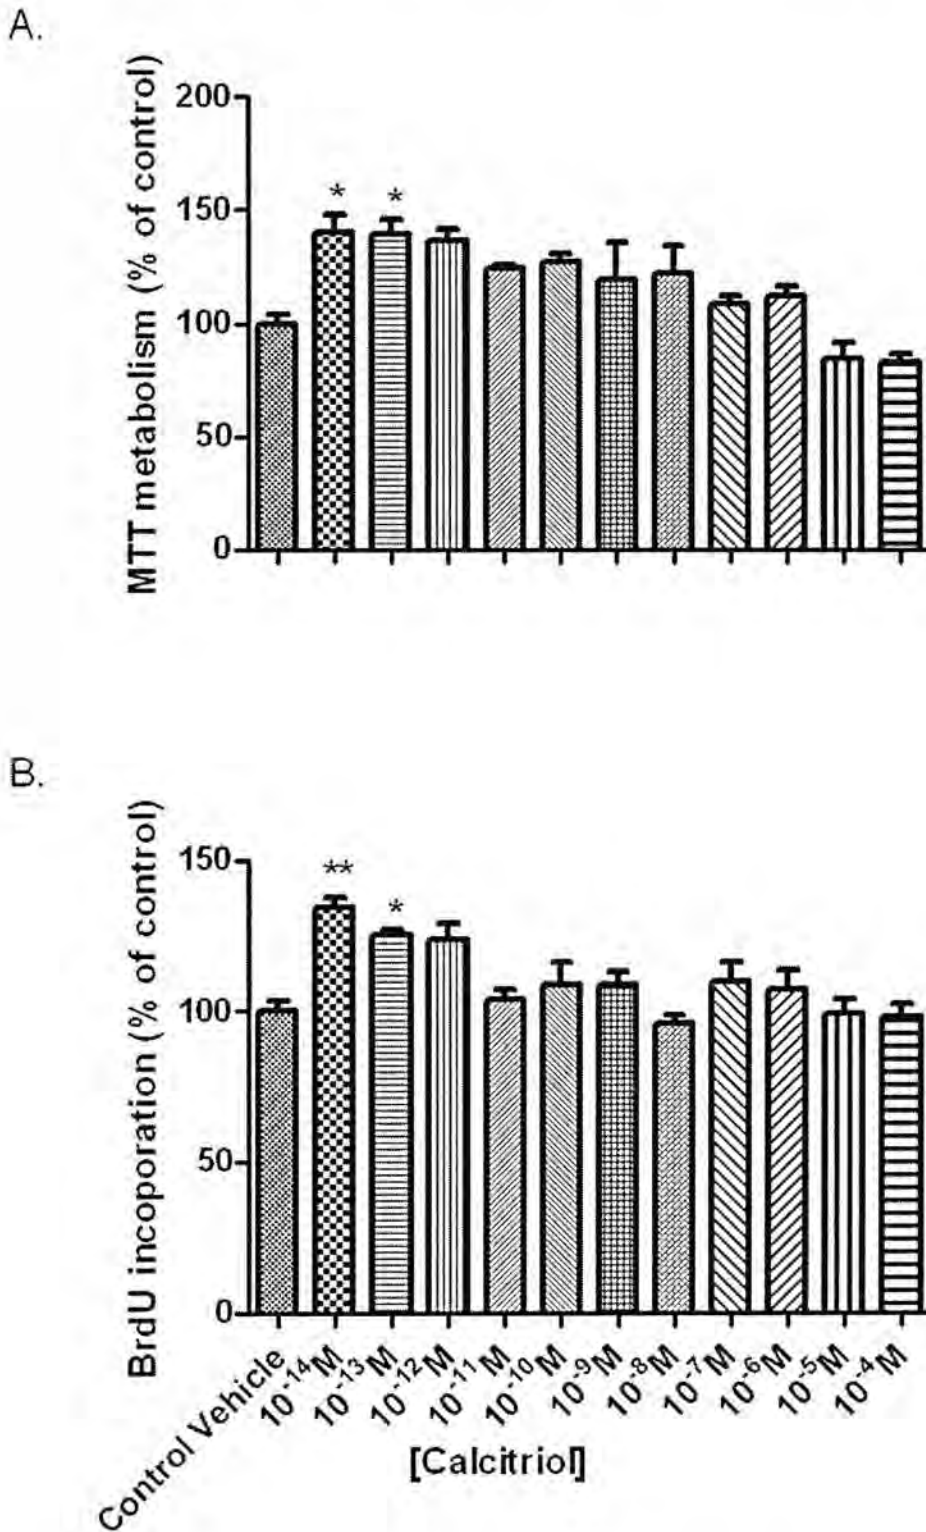 A.
MTT metabolism (% of control)
200
150
100
50
0
*
*
B.
BrdU incoporation (% of control)
150
100
50
0
**
*
Control Vehicle
10⁻¹⁴M
10⁻¹³M
10⁻¹²M
10⁻¹¹M
10⁻¹⁰M
10⁻⁹M
10⁻⁸M
10⁻⁷M
10⁻⁶M
10⁻⁵M
10⁻⁴M
[Calcitriol]